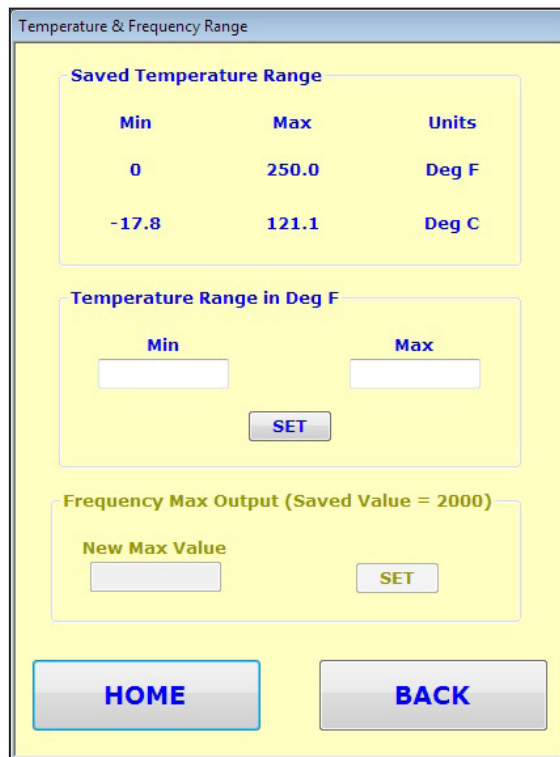 Temperature & Frequency Range
Saved Temperature Range
Min Max Units
0 250.0 Deg F
-17.8 121.1 Deg C
Temperature Range in Deg F
Min Max
SET
Frequency Max Output (Saved Value = 2000)
New Max Value
SET
HOME BACK